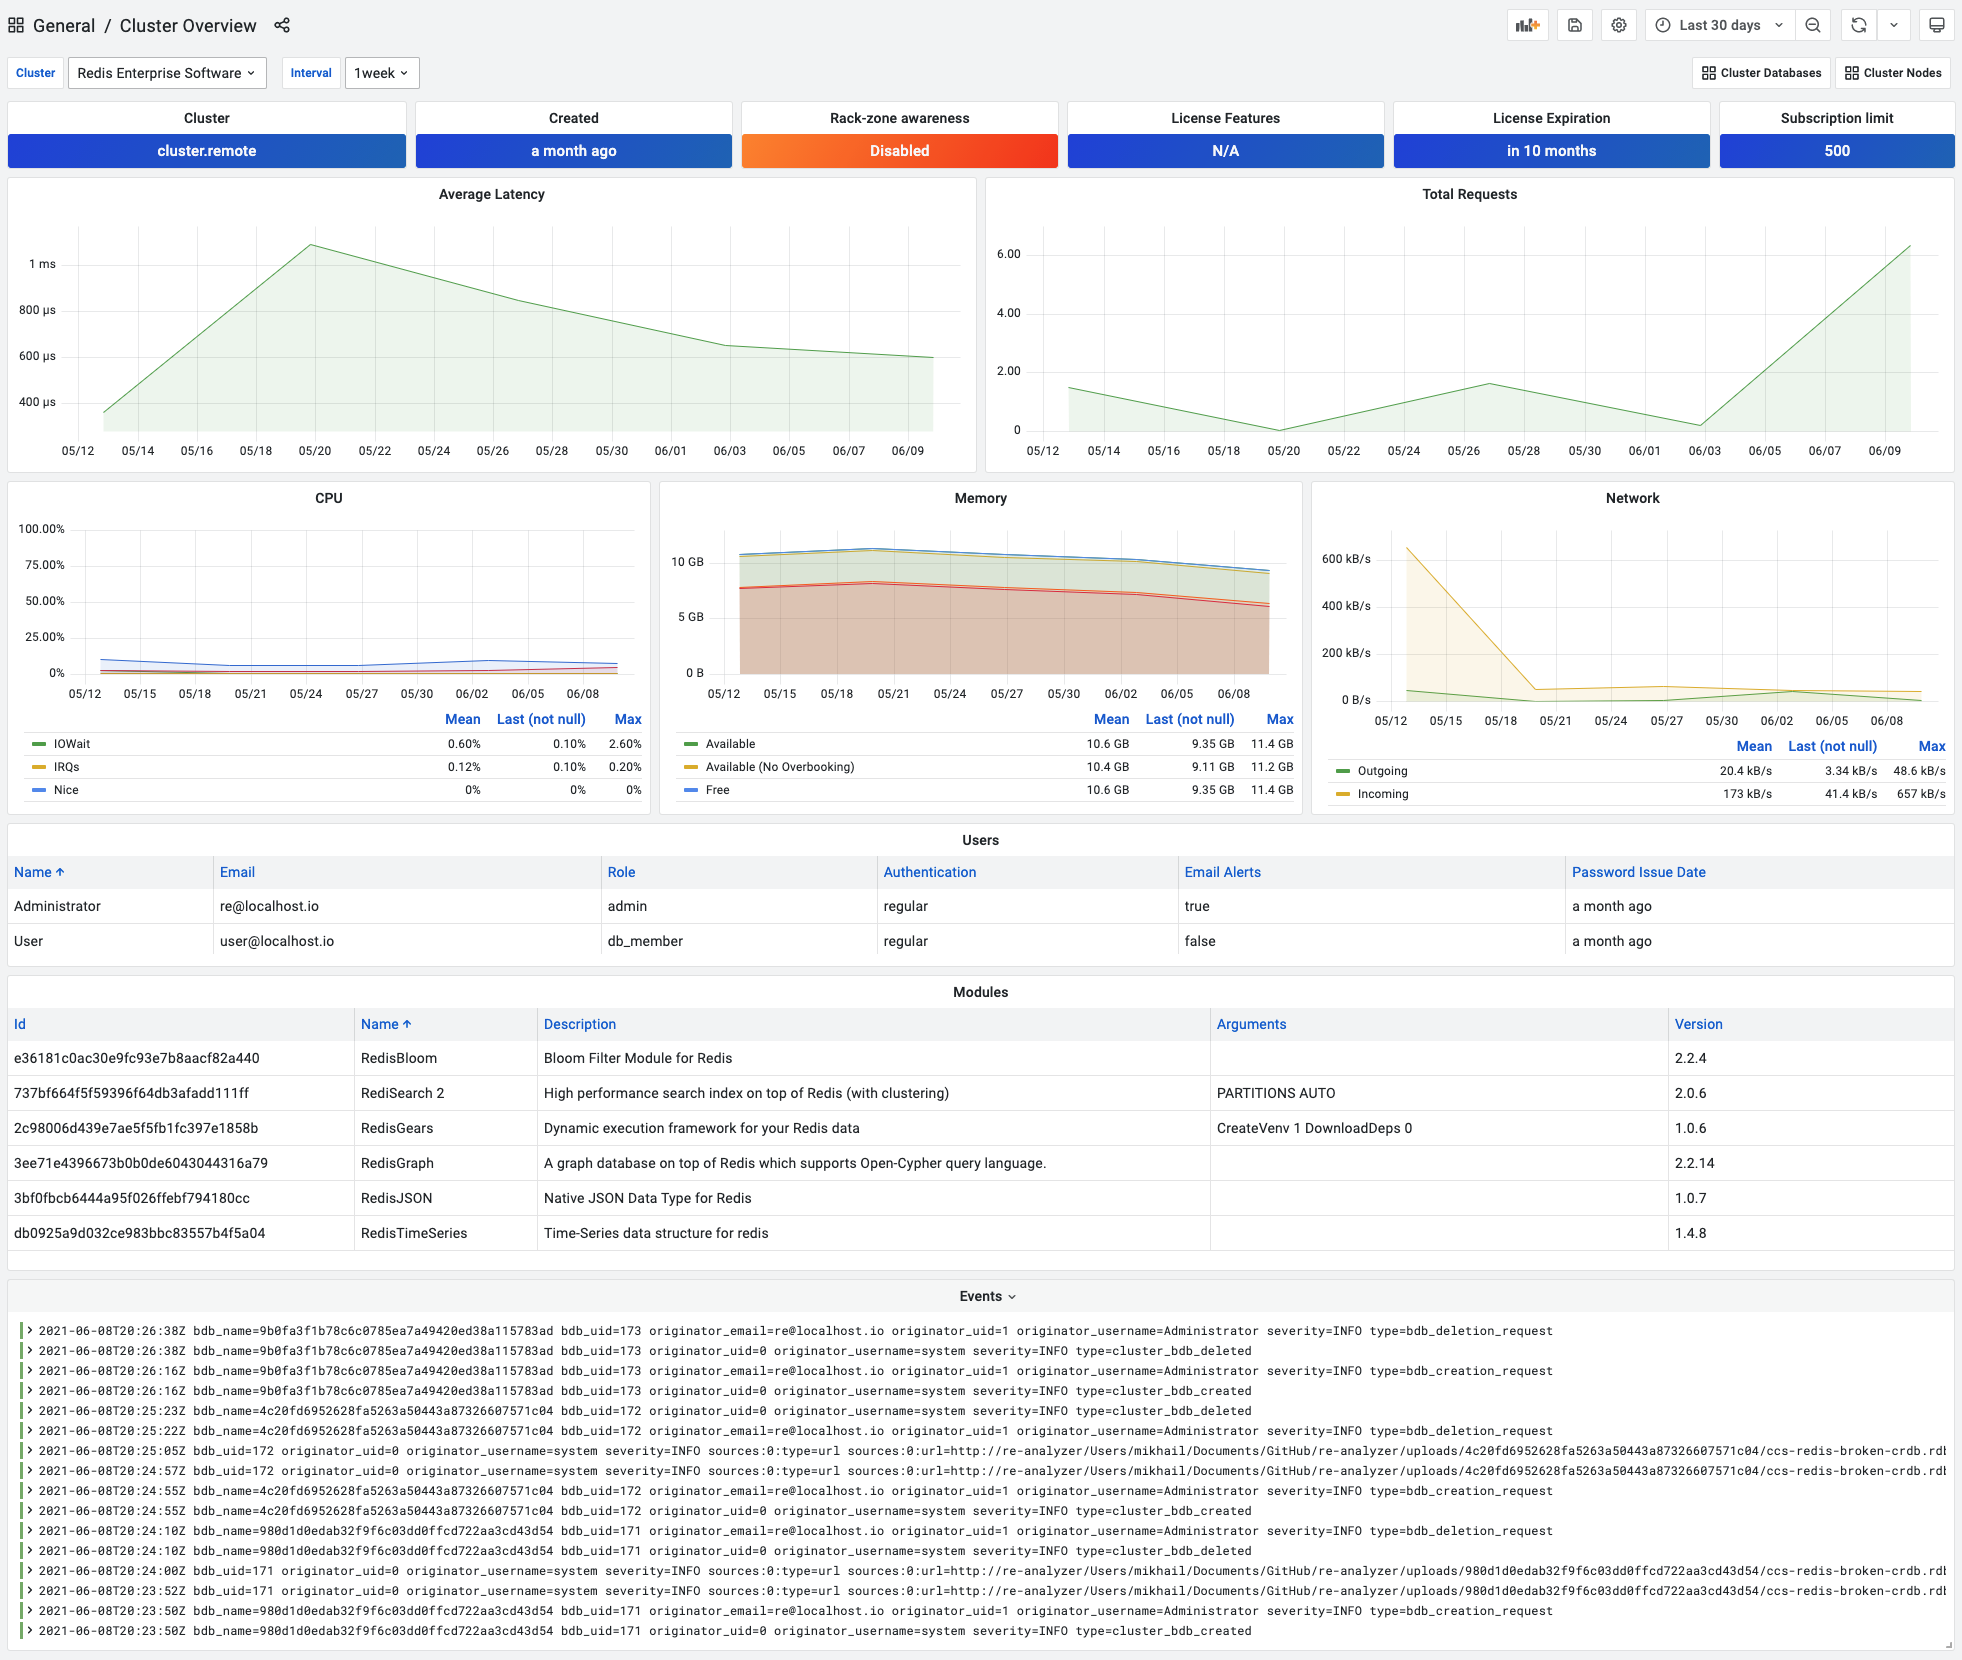 General / Cluster Overview
Last 30 days
Cluster Redis Enterprise Software Interval 1week
Cluster Databases Cluster Nodes
Cluster Created Rack-zone awareness License Features License Expiration Subscription limit
cluster.remote a month ago Disabled N/A in 10 months 500
Average Latency
1 ms
800 µs
600 µs
400 µs
05/12 05/14 05/16 05/18 05/20 05/22 05/24 05/26 05/28 05/30 06/01 06/03 06/05 06/07 06/09
Total Requests
6.00
4.00
2.00
0
05/12 05/14 05/16 05/18 05/20 05/22 05/24 05/26 05/28 05/30 06/01 06/03 06/05 06/07 06/09
CPU
100.00%
75.00%
50.00%
25.00%
0%
05/12 05/15 05/18 05/21 05/24 05/27 05/30 06/02 06/05 06/08
Mean Last (not null) Max
IOWait 0.60% 0.10% 2.60%
IRQs 0.12% 0.10% 0.20%
Nice 0% 0% 0%
Memory
10 GB
5 GB
0 B
05/12 05/15 05/18 05/21 05/24 05/27 05/30 06/02 06/05 06/08
Mean Last (not null) Max
Available 10.6 GB 9.35 GB 11.4 GB
Available (No Overbooking) 10.4 GB 9.11 GB 11.2 GB
Free 10.6 GB 9.35 GB 11.4 GB
Network
600 kB/s
400 kB/s
200 kB/s
0 B/s
05/12 05/15 05/18 05/21 05/24 05/27 05/30 06/02 06/05 06/08
Mean Last (not null) Max
Outgoing 20.4 kB/s 3.34 kB/s 48.6 kB/s
Incoming 173 kB/s 41.4 kB/s 657 kB/s
Users
Name Email Role Authentication Email Alerts Password Issue Date
Administrator re@localhost.io admin regular true a month ago
User user@localhost.io db_member regular false a month ago
Modules
Id Name Description Arguments Version
e36181c0ac30e9fc93e7b8aacf82a440 RedisBloom Bloom Filter Module for Redis 2.2.4
737bf664f5f59396f64db3afadd111ff RediSearch 2 High performance search index on top of Redis (with clustering) PARTITIONS AUTO 2.0.6
2c98006d439e7ae5f5fb1fc397e1858b RedisGears Dynamic execution framework for your Redis data CreateVenv 1 DownloadDeps 0 1.0.6
3ee71e4396673b0b0de6043044316a79 RedisGraph A graph database on top of Redis which supports Open-Cypher query language. 2.2.14
3bf0fbcb6444a95f026ffebf794180cc RedisJSON Native JSON Data Type for Redis 1.0.7
db0925a9d032ce983bbc83557b4f5a04 RedisTimeSeries Time-Series data structure for redis 1.4.8
Events
2021-06-08T20:26:38Z bdb_name=9b0fa3f1b78c6c0785ea7a49420ed38a115783ad bdb_uid=173 originator_email=re@localhost.io originator_uid=1 originator_username=Administrator severity=INFO type=bdb_deletion_request
2021-06-08T20:26:38Z bdb_name=9b0fa3f1b78c6c0785ea7a49420ed38a115783ad bdb_uid=173 originator_uid=0 originator_username=system severity=INFO type=cluster_bdb_deleted
2021-06-08T20:26:16Z bdb_name=9b0fa3f1b78c6c0785ea7a49420ed38a115783ad bdb_uid=173 originator_email=re@localhost.io originator_uid=1 originator_username=Administrator severity=INFO type=bdb_creation_request
2021-06-08T20:26:16Z bdb_name=9b0fa3f1b78c6c0785ea7a49420ed38a115783ad bdb_uid=173 originator_uid=0 originator_username=system severity=INFO type=cluster_bdb_created
2021-06-08T20:25:23Z bdb_name=4c20fd6952628fa5263a50443a87326607571c04 bdb_uid=172 originator_uid=0 originator_username=system severity=INFO type=cluster_bdb_deleted
2021-06-08T20:25:22Z bdb_name=4c20fd6952628fa5263a50443a87326607571c04 bdb_uid=172 originator_email=re@localhost.io originator_uid=1 originator_username=Administrator severity=INFO type=bdb_deletion_request
2021-06-08T20:25:05Z bdb_uid=172 originator_uid=0 originator_username=system severity=INFO sources:0:type=url sources:0:url=http://re-analyzer/Users/mikhail/Documents/GitHub/re-analyzer/uploads/4c20fd6952628fa5263a50443a87326607571c04/ccs-redis-broken-crdb.rdb
2021-06-08T20:24:57Z bdb_uid=172 originator_uid=0 originator_username=system severity=INFO sources:0:type=url sources:0:url=http://re-analyzer/Users/mikhail/Documents/GitHub/re-analyzer/uploads/4c20fd6952628fa5263a50443a87326607571c04/ccs-redis-broken-crdb.rdb
2021-06-08T20:24:55Z bdb_name=4c20fd6952628fa5263a50443a87326607571c04 bdb_uid=172 originator_email=re@localhost.io originator_uid=1 originator_username=Administrator severity=INFO type=bdb_creation_request
2021-06-08T20:24:55Z bdb_name=4c20fd6952628fa5263a50443a87326607571c04 bdb_uid=172 originator_uid=0 originator_username=system severity=INFO type=cluster_bdb_created
2021-06-08T20:24:10Z bdb_name=980d1d0edab32f9f6c03dd0ffcd722aa3cd43d54 bdb_uid=171 originator_email=re@localhost.io originator_uid=1 originator_username=Administrator severity=INFO type=bdb_deletion_request
2021-06-08T20:24:10Z bdb_name=980d1d0edab32f9f6c03dd0ffcd722aa3cd43d54 bdb_uid=171 originator_uid=0 originator_username=system severity=INFO type=cluster_bdb_deleted
2021-06-08T20:24:00Z bdb_uid=171 originator_uid=0 originator_username=system severity=INFO sources:0:type=url sources:0:url=http://re-analyzer/Users/mikhail/Documents/GitHub/re-analyzer/uploads/980d1d0edab32f9f6c03dd0ffcd722aa3cd43d54/ccs-redis-broken-crdb.rdb
2021-06-08T20:23:52Z bdb_uid=171 originator_uid=0 originator_username=system severity=INFO sources:0:type=url sources:0:url=http://re-analyzer/Users/mikhail/Documents/GitHub/re-analyzer/uploads/980d1d0edab32f9f6c03dd0ffcd722aa3cd43d54/ccs-redis-broken-crdb.rdb
2021-06-08T20:23:50Z bdb_name=980d1d0edab32f9f6c03dd0ffcd722aa3cd43d54 bdb_uid=171 originator_email=re@localhost.io originator_uid=1 originator_username=Administrator severity=INFO type=bdb_creation_request
2021-06-08T20:23:50Z bdb_name=980d1d0edab32f9f6c03dd0ffcd722aa3cd43d54 bdb_uid=171 originator_uid=0 originator_username=system severity=INFO type=cluster_bdb_created